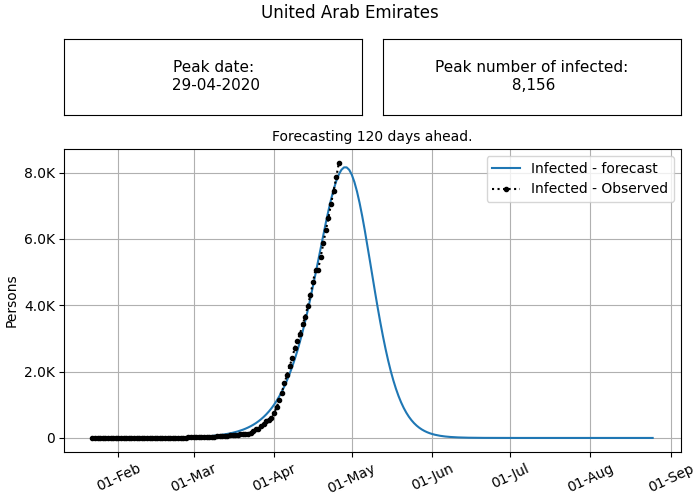 United Arab Emirates
Peak date:
29-04-2020
Peak number of infected:
8,156
Forecasting 120 days ahead.
Infected - forecast
Infected - Observed
8.0K
6.0K
4.0K
2.0K
0
Persons
01-Feb
01-Mar
01-Apr
01-May
01-Jun
01-Jul
01-Aug
01-Sep